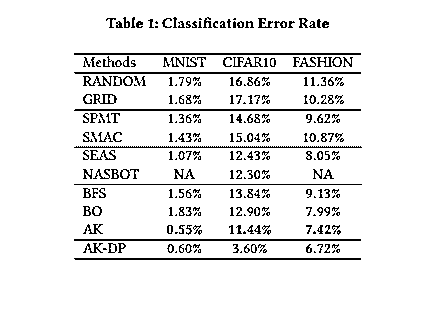 Table 1: Classification Error Rate
Methods MNIST CIFAR10 FASHION
RANDOM 1.79% 16.86% 11.36%
GRID 1.68% 17.17% 10.28%
SPMT 1.36% 14.68% 9.62%
SMAC 1.43% 15.04% 10.87%
SEAS 1.07% 12.43% 8.05%
NASBOT NA 12.30% NA
BFS 1.56% 13.84% 9.13%
BO 1.83% 12.90% 7.99%
AK 0.55% 11.44% 7.42%
AK-DP 0.60% 3.60% 6.72%